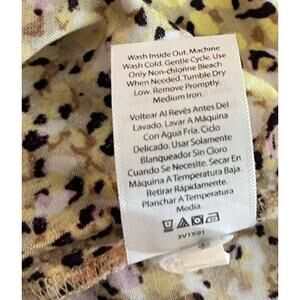 Wash Inside Out. Machine
Wash Cold. Gentle Cycle. Use
Only Non-chlorine Bleach
When Needed. Tumble Dry
Low. Remove Promptly.
Medium Iron.
Voltear Al Revés Antes Del
Lavado. Lavar A Máquina
Con Agua Fría. Ciclo
Delicado. Usar Solamente
Blanqueador Sin Cloro
Cuando Se Necesite. Secar En
Máquina A Temperatura Baja.
Retirar Rápidamente.
Planchar A Temperatura
Media.
3V1X91